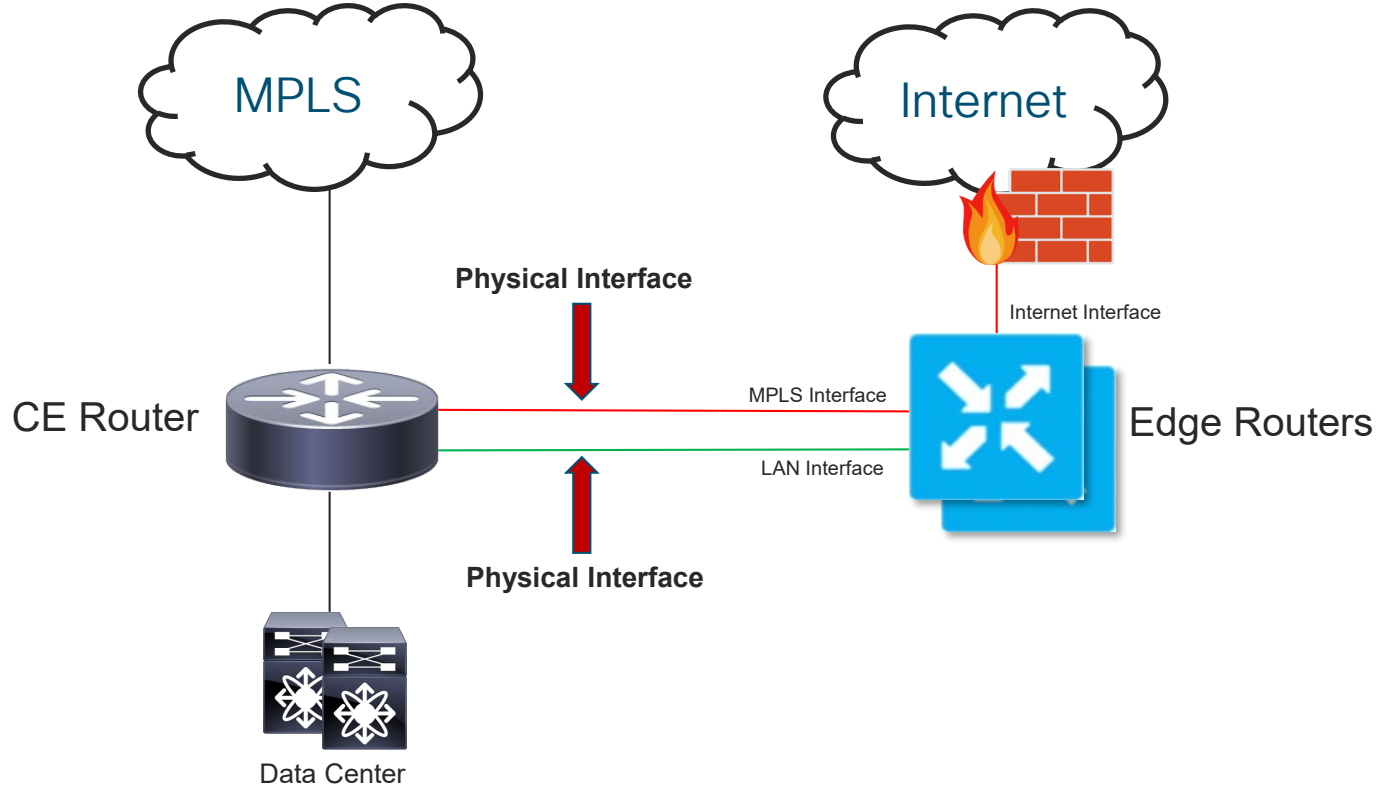 MPLS
Internet
Physical Interface
Internet Interface
MPLS Interface
CE Router
Edge Routers
LAN Interface
Physical Interface
Data Center